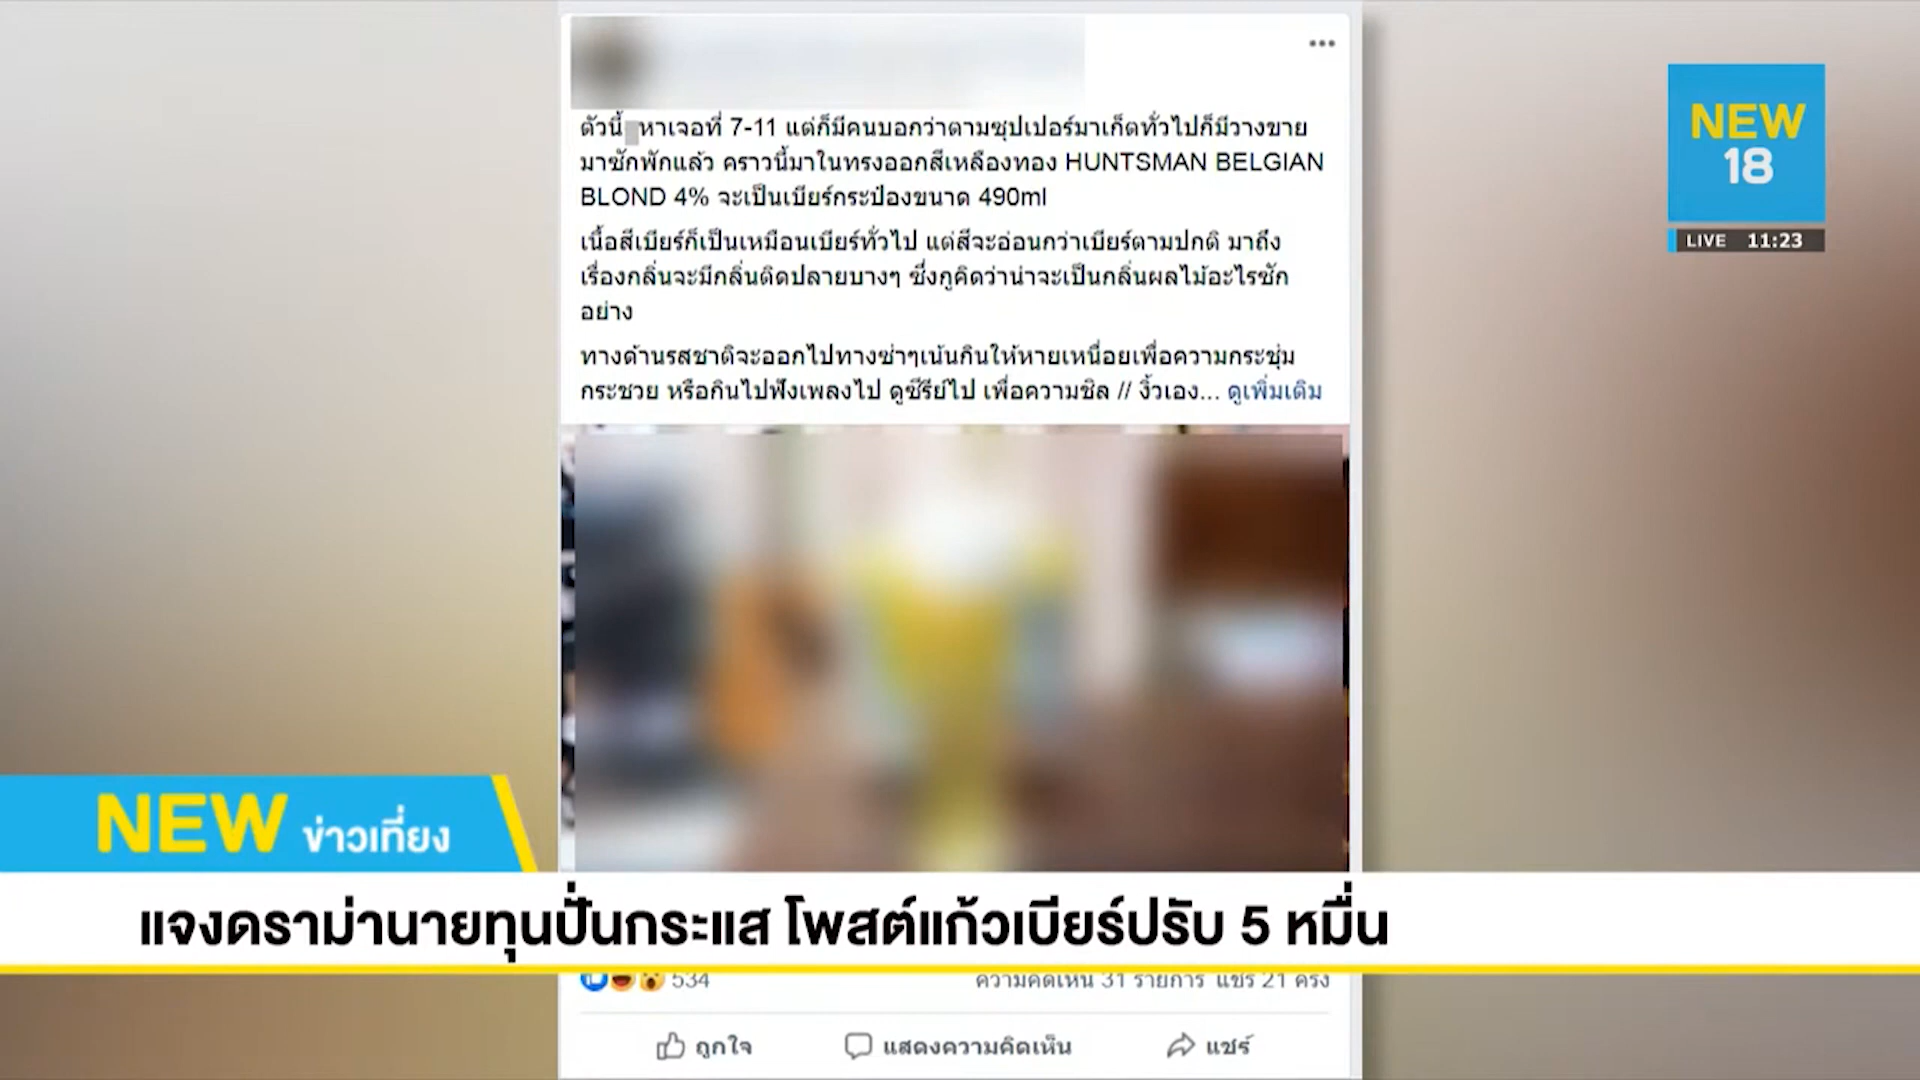 ตัวนี้ หาเจอที่ 7-11 แต่ก็มีคนบอกว่าตามซุปเปอร์มาเก็ตทั่วไปก็มีวางขาย
มาซักพักแล้ว คราวนี้มาในทรงออกสีเหลืองทอง HUNTSMAN BELGIAN
BLOND 4% จะเป็นเบียร์กระป๋องขนาด 490ml
เนื้อสีเบียร์ก็เป็นเหมือนเบียร์ทั่วไป แต่สีจะอ่อนกว่าเบียร์ตามปกติ มาถึง
เรื่องกลิ่นจะมีกลิ่นติดปลายบางๆ ซึ่งกูคิดว่าน่าจะเป็นกลิ่นผลไม้อะไรซัก
อย่าง
ทางด้านรสชาติจะออกไปทางซ่าๆเน้นกินให้หายเหนื่อยเพื่อความกระชุ่ม
กระชวย หรือกินไปฟังเพลงไป ดูซีรีย์ไป เพื่อความชิล // งิ้วเอง... ดูเพิ่มเติม
NEW
18
LIVE 11:23
NEW ข่าวเที่ยง
แจงดราม่านายทุนปั่นกระแส โพสต์แก้วเบียร์ปรับ 5 หมื่น
534 ความคิดเห็น 31 รายการ แชร์ 21 ครั้ง
ถูกใจ แสดงความคิดเห็น แชร์